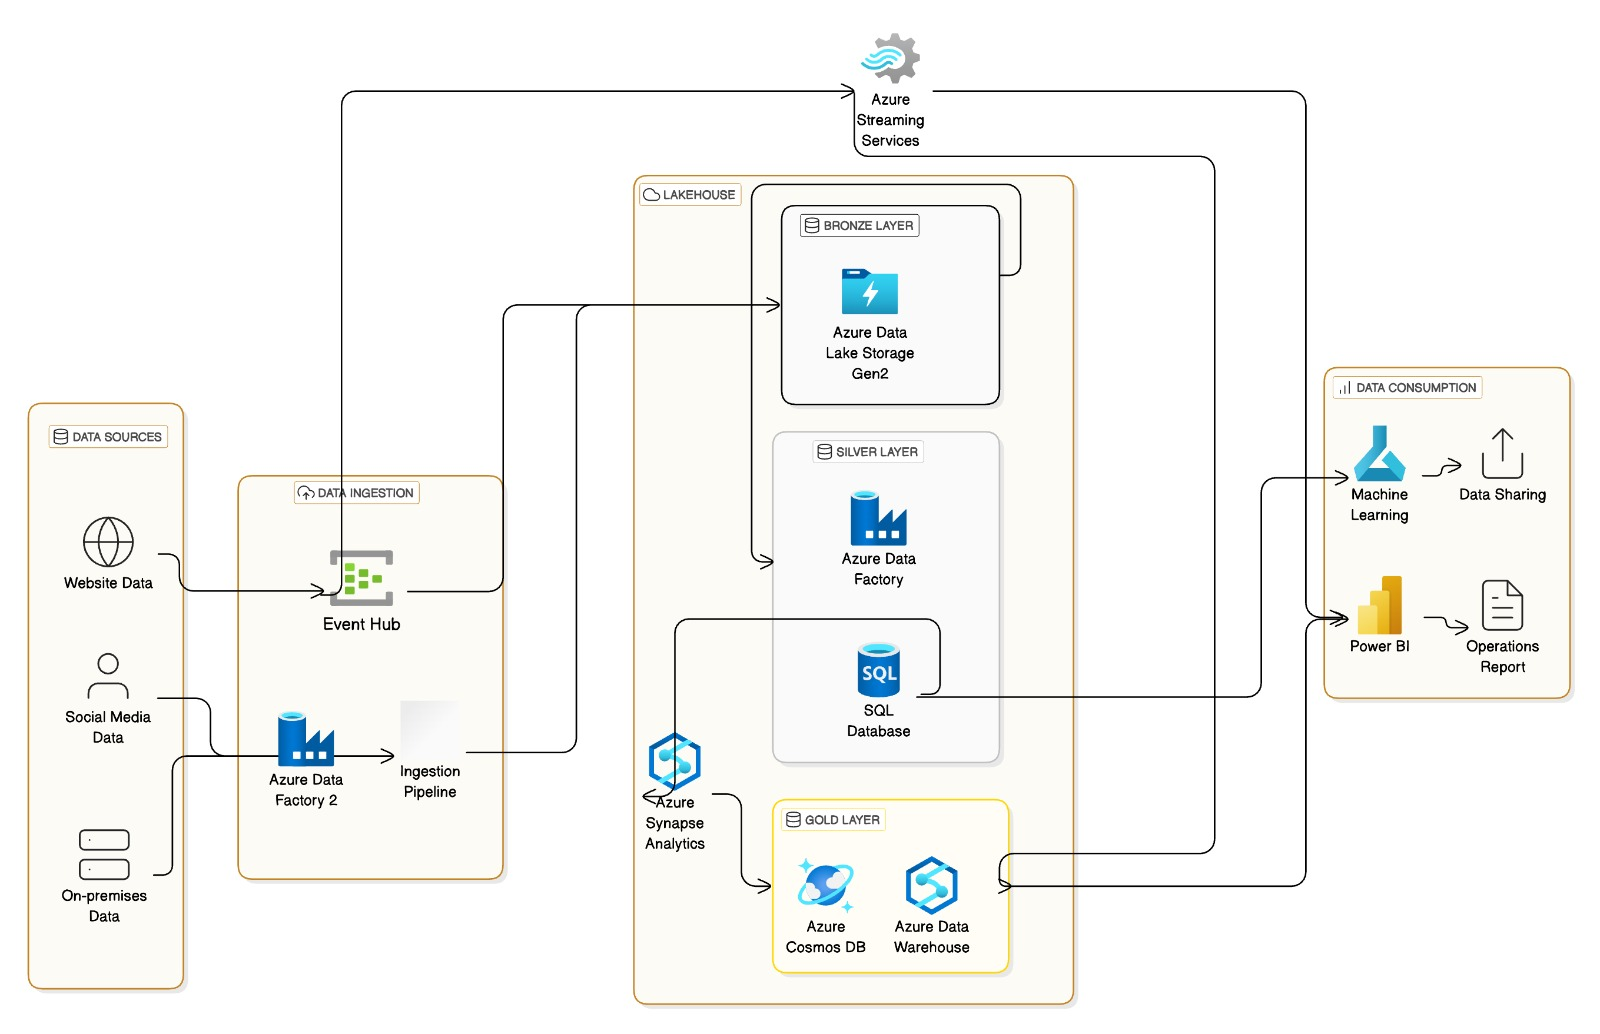 Azure
Streaming
Services
LAKEHOUSE
BRONZE LAYER
Azure Data
Lake Storage
Gen2
DATA CONSUMPTION
Machine
Learning
Data Sharing
Power BI
Operations
Report
DATA SOURCES
Website Data
Social Media
Data
On-premises
Data
DATA INGESTION
Event Hub
Azure Data
Factory 2
Ingestion
Pipeline
SILVER LAYER
Azure Data
Factory
SQL
SQL
Database
Azure
Synapse
Analytics
GOLD LAYER
Azure
Cosmos DB
Azure Data
Warehouse